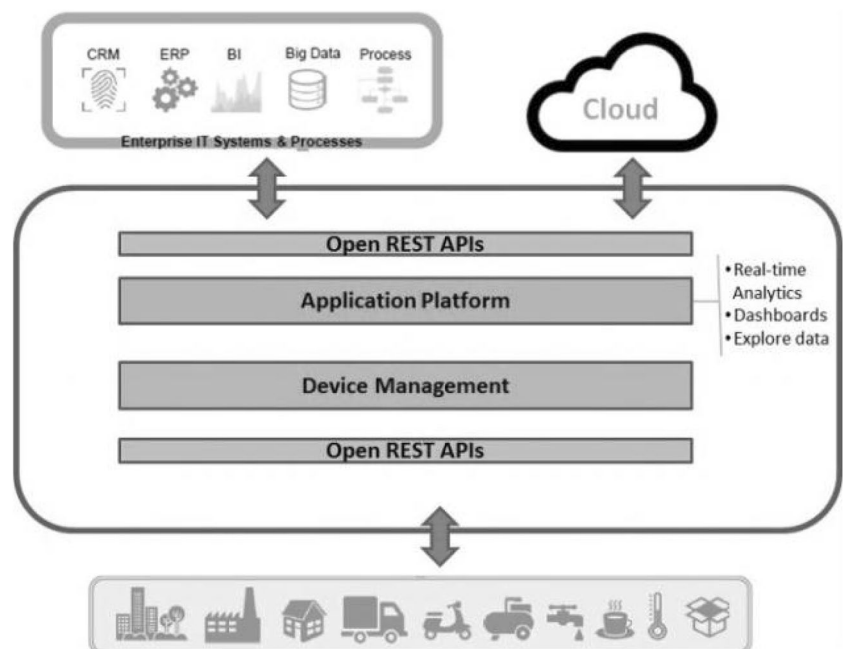 CRM ERP BI Big Data Process
Enterprise IT Systems & Processes
Cloud
Open REST APIs
Application Platform
• Real-time
Analytics
• Dashboards
• Explore data
Device Management
Open REST APIs